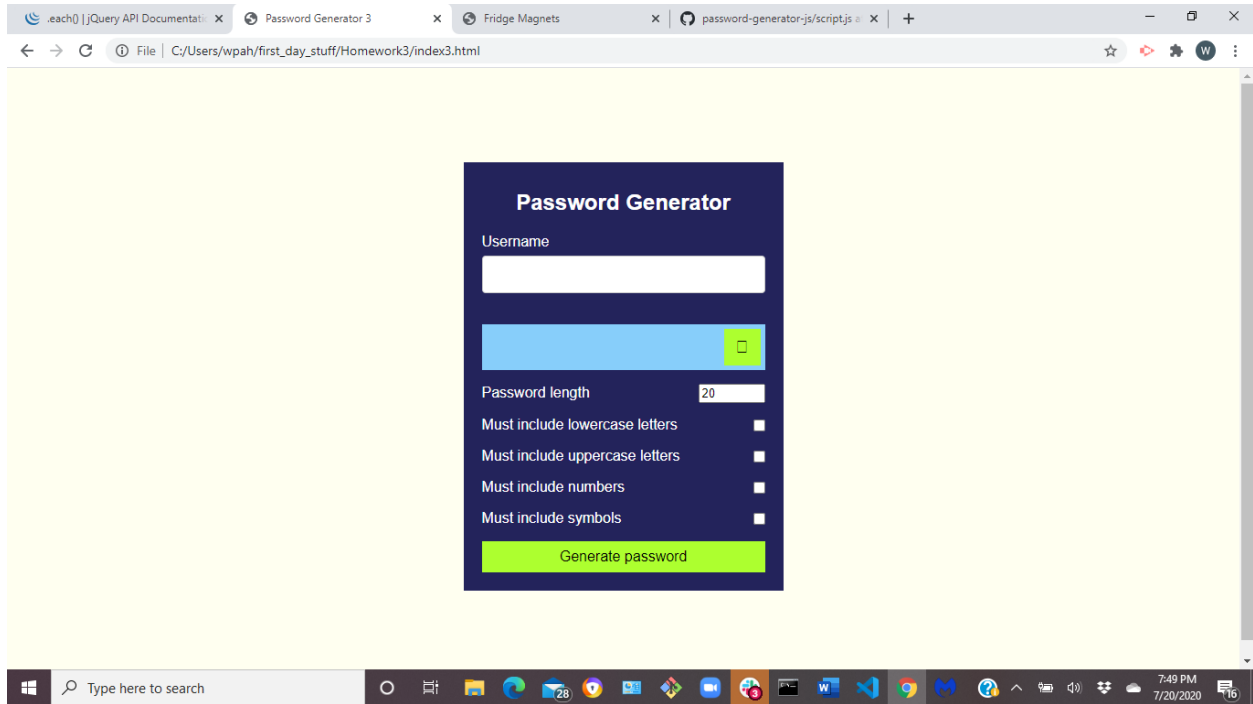 .each() | jQuery API Documentatic
Password Generator 3
Fridge Magnets
password-generator-js/script.js a
File | C:/Users/wpah/first_day_stuff/Homework3/index3.html
W
Password Generator
Username
Password length
20
Must include lowercase letters
Must include uppercase letters
Must include numbers
Must include symbols
Generate password
Type here to search
28
3
7:49 PM
7/20/2020
16